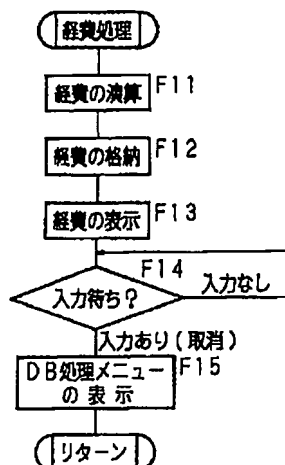 経費処理
経費の演算 F11
経費の格納 F12
経費の表示 F13
F14
入力待ち？ 入力なし
入力あり(取消)
DB処理メニュー F15
の表示
リターン